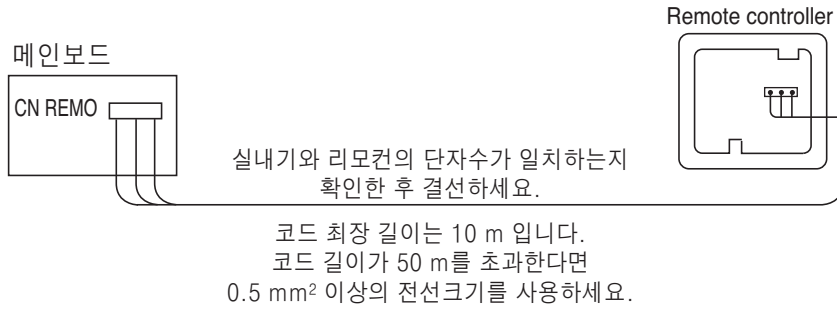 Remote controller
메인보드
CN REMO
실내기와 리모컨의 단자수가 일치하는지
확인한 후 결선하세요.
코드 최장 길이는 10 m 입니다.
코드 길이가 50 m를 초과한다면
0.5 mm² 이상의 전선크기를 사용하세요.